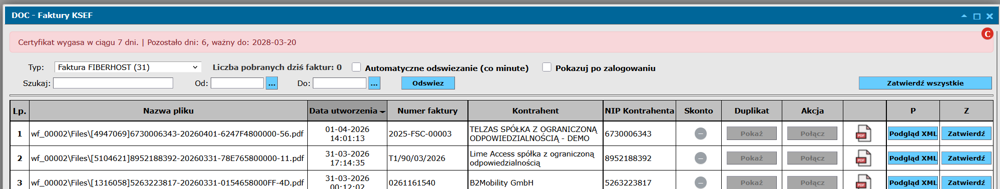 DOC - Faktury KSEF
C
Certyfikat wygasa w ciągu 7 dni. | Pozostało dni: 6, ważny do: 2028-03-20
Typ: Faktura FIBERHOST (31) Liczba pobranych dziś faktur: 0 Automatyczne odswiezanie (co minute) Pokazuj po zalogowaniu
Szukaj: Od: ... Do: ... Odswiez Zatwierdź wszystkie
Lp. Nazwa pliku Data utworzenia Numer faktury Kontrahent NIP Kontrahenta Skonto Duplikat Akcja P Z
1 wf_00002\Files\[4947069]6730006343-20260401-6247F4800000-56.pdf 01-04-2026 14:01:13 2025-FSC-00003 TELZAS SPÓŁKA Z OGRANICZONĄ ODPOWIEDZIALNOŚCIĄ - DEMO 6730006343 Pokaż Połącz PDF Podgląd XML Zatwierdź
2 wf_00002\Files\[5104621]8952188392-20260331-78E765800000-11.pdf 31-03-2026 17:14:35 T1/90/03/2026 Lime Access spółka z ograniczoną odpowiedzialnością 8952188392 Pokaż Połącz PDF Podgląd XML Zatwierdź
3 wf_00002\Files\[1316058]5263223817-20260331-0154658000FF-4D.pdf 31-03-2026 00:12:02 0261161540 B2Mobility GmbH 5263223817 Pokaż Połącz PDF Podgląd XML Zatwierdź